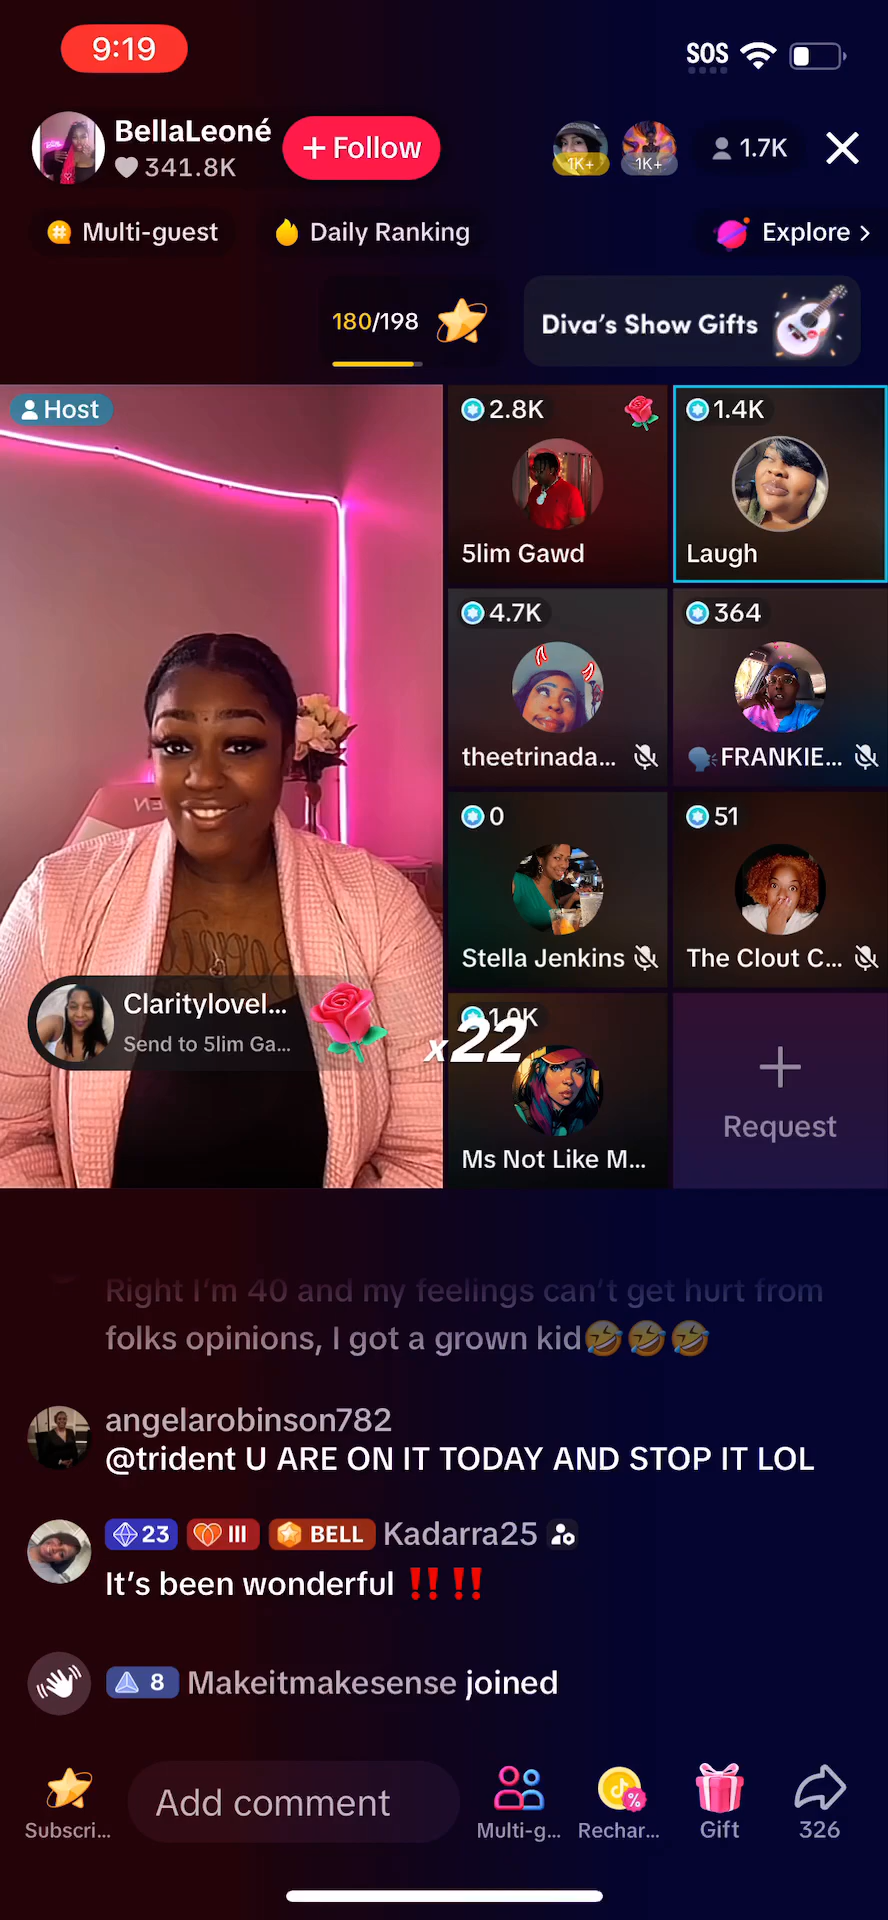 9:19
SOS
BellaLeoné
341.8K
+ Follow
1K+
1K+
1.7K
Multi-guest
Daily Ranking
Explore >
180/198
Diva's Show Gifts
Host
2.8K
5lim Gawd
1.4K
Laugh
4.7K
theetrinada...
364
🗣FRANKIE...
0
Stella Jenkins
51
The Clout C...
Claritylovel...
Send to 5lim Ga...
x22
1.0K
Ms Not Like M...
Request
Right I'm 40 and my feelings can't get hurt from
folks opinions, I got a grown kid🤣🤣🤣
angelarobinson782
@trident U ARE ON IT TODAY AND STOP IT LOL
23 III BELL Kadarra25
It's been wonderful ‼️‼️
8 Makeitmakesense joined
Subscri...
Add comment
Multi-g...
Rechar...
Gift
326